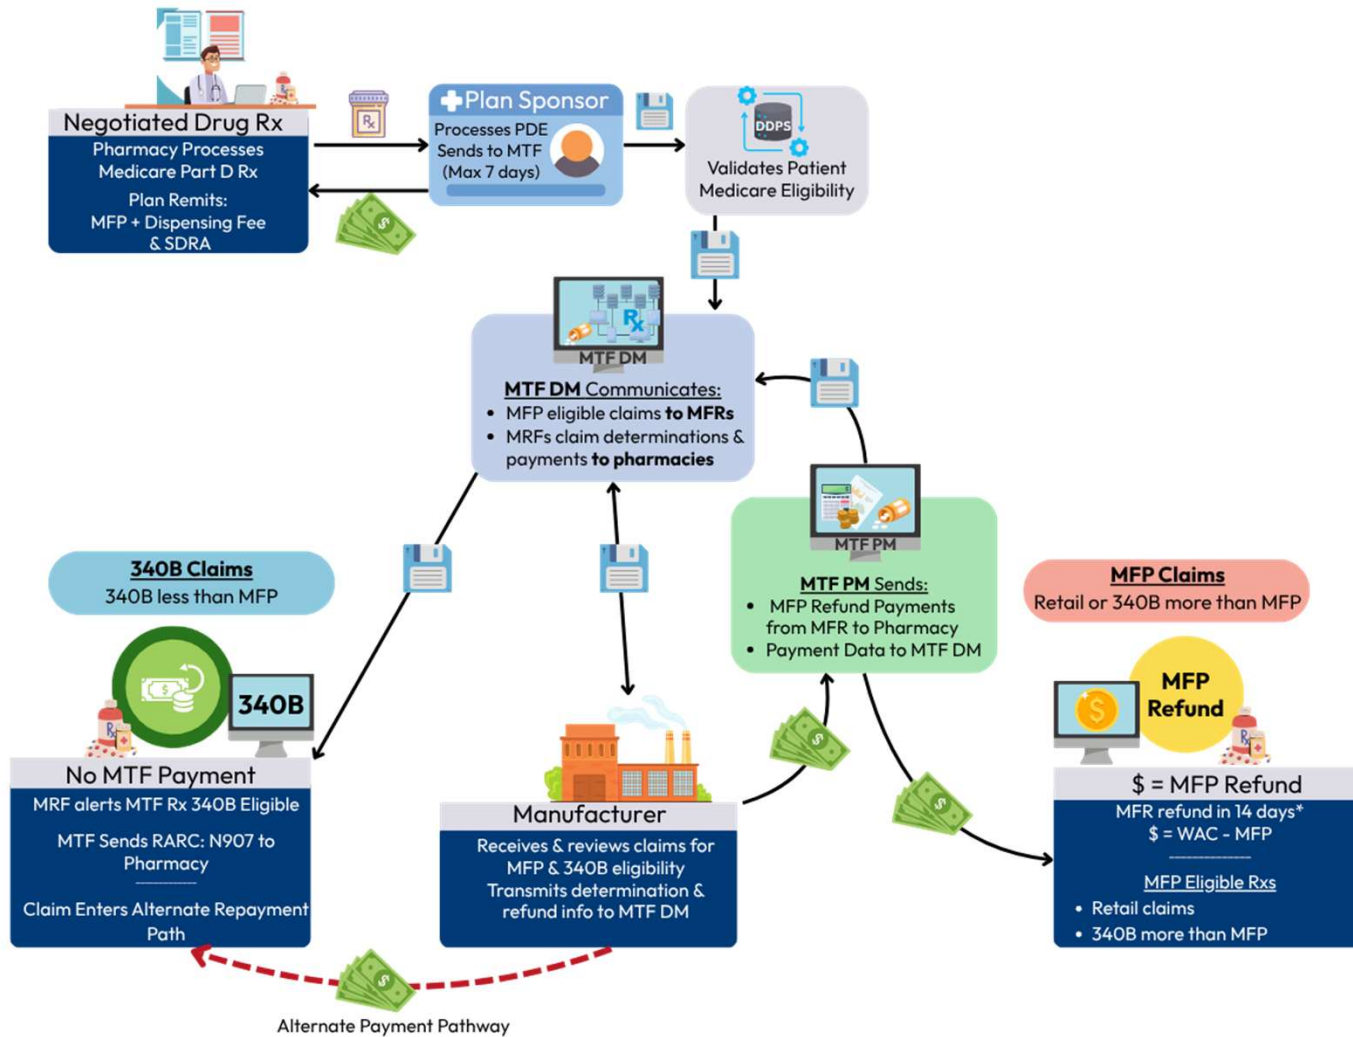 Negotiated Drug Rx
Pharmacy Processes
Medicare Part D Rx
Plan Remits:
MFP + Dispensing Fee
& SDRA
Rx
Plan Sponsor
Processes PDE
Sends to MTF
(Max 7 days)
DDPS
Validates Patient
Medicare Eligibility
Rx
MTF DM
MTF DM Communicates:
• MFP eligible claims to MFRs
• MRFs claim determinations &
payments to pharmacies
MTF PM
MTF PM Sends:
• MFP Refund Payments
from MFR to Pharmacy
• Payment Data to MTF DM
340B Claims
340B less than MFP
340B
No MTF Payment
MRF alerts MTF Rx 340B Eligible
MTF Sends RARC: N907 to
Pharmacy
Claim Enters Alternate Repayment
Path
Manufacturer
Receives & reviews claims for
MFP & 340B eligibility
Transmits determination &
refund info to MTF DM
MFP Claims
Retail or 340B more than MFP
MFP
Refund
$ = MFP Refund
MFR refund in 14 days*
$ = WAC - MFP
MFP Eligible Rxs
• Retail claims
• 340B more than MFP
Alternate Payment Pathway